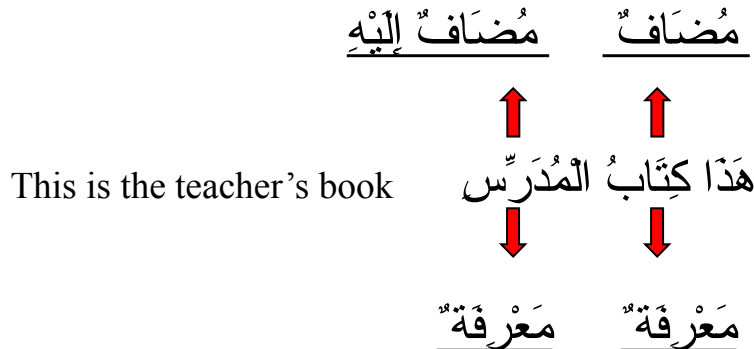 مُضَافٌ مُضَافٌ إِلَيْهِ
هَذَا كِتَابُ الْمُدَرِّسِ This is the teacher’s book
مَعْرِفَة ٌ مَعْرِفَة ٌ